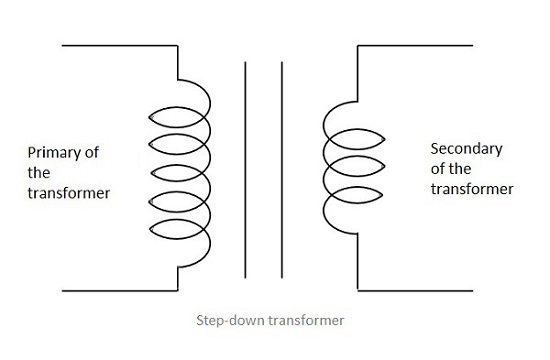 Primary of
the
transformer
Secondary
of the
transformer
Step-down transformer